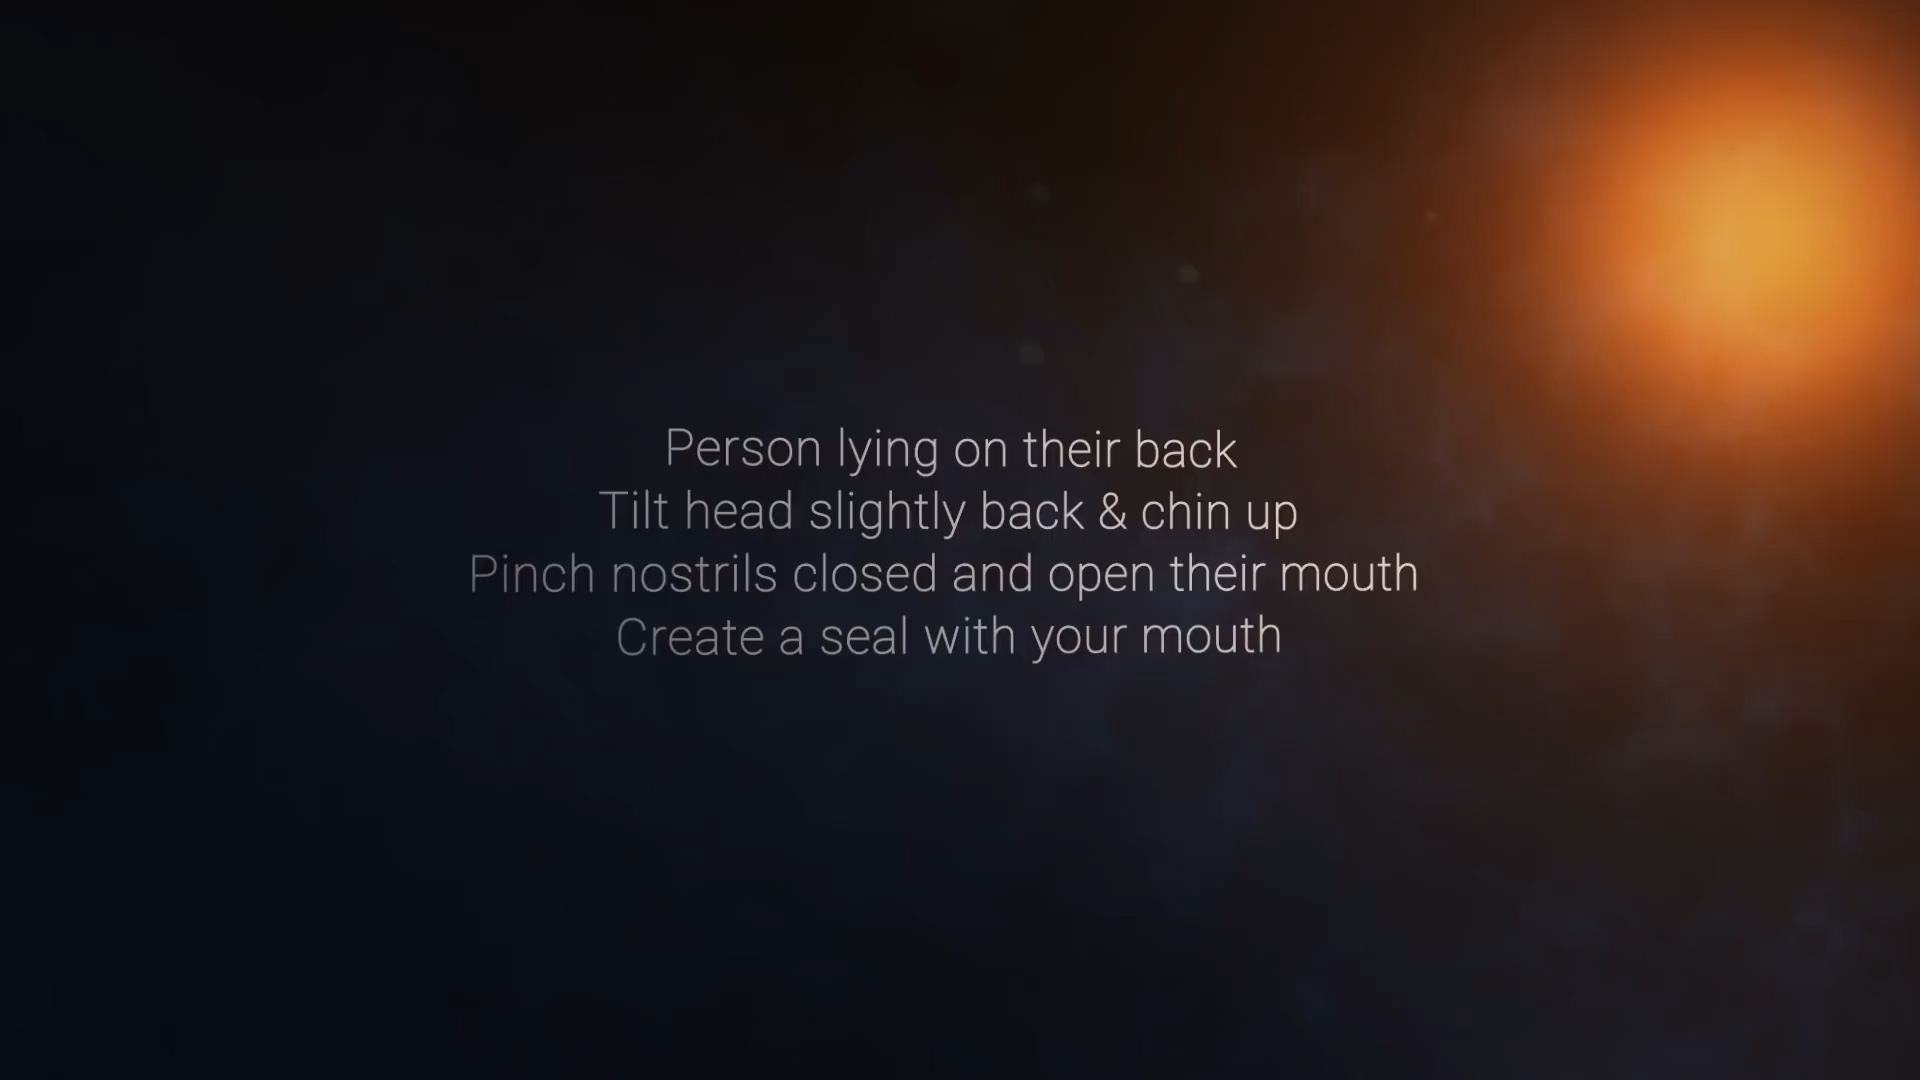 Person lying on their back
Tilt head slightly back & chin up
Pinch nostrils closed and open their mouth
Create a seal with your mouth